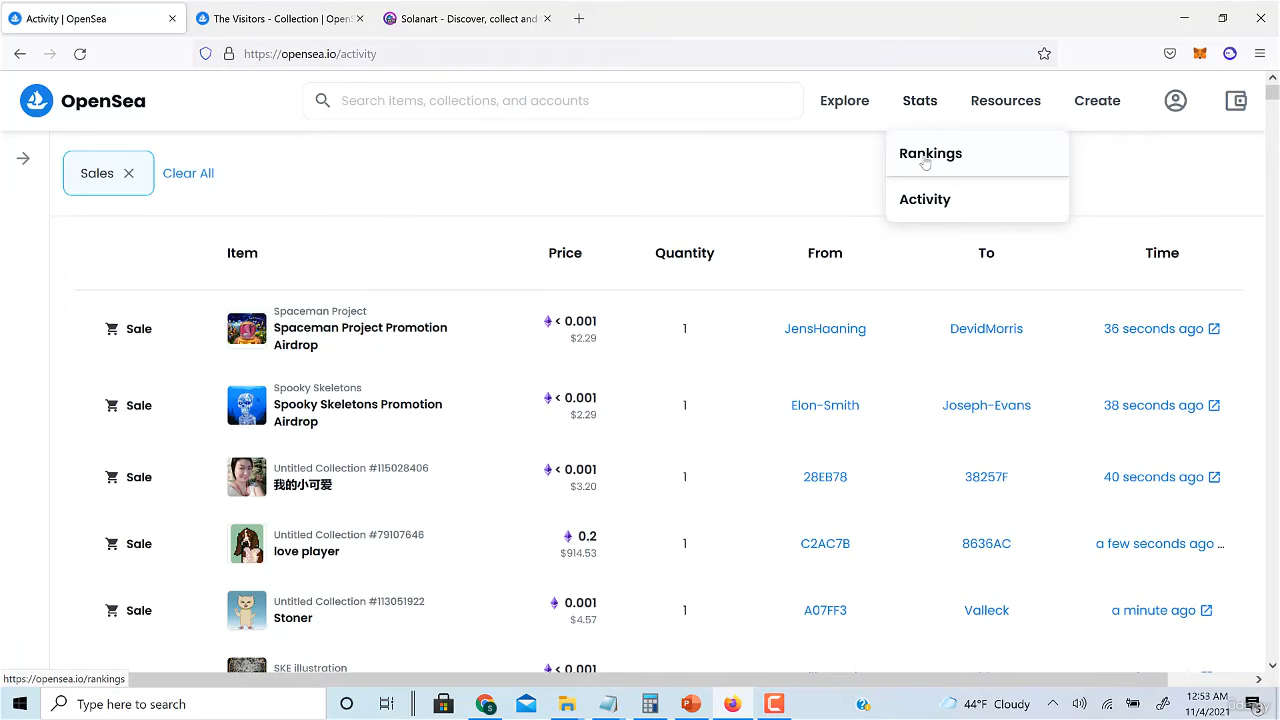 Activity | OpenSea
The Visitors - Collection | OpenS
Solanart - Discover, collect and
https://opensea.io/activity
OpenSea
Search items, collections, and accounts
Explore
Stats
Resources
Create
Rankings
Activity
Sales
Clear All
Item Price Quantity From To Time
Spaceman Project
Sale Spaceman Project Promotion Airdrop < 0.001 1 JensHaaning DevidMorris 36 seconds ago
$2.29
Spooky Skeletons
Sale Spooky Skeletons Promotion Airdrop < 0.001 1 Elon-Smith Joseph-Evans 38 seconds ago
$2.29
Untitled Collection #115028406
Sale 我的小可爱 < 0.001 1 28EB78 38257F 40 seconds ago
$3.20
Untitled Collection #79107646
Sale love player 0.2 1 C2AC7B 8636AC a few seconds ago ...
$914.53
Untitled Collection #113051922
Sale Stoner 0.001 1 A07FF3 Valleck a minute ago
$4.57
SKE illustration < 0.001
https://opensea.io/rankings
Type here to search
44°F Cloudy
12:53 AM
11/4/2021